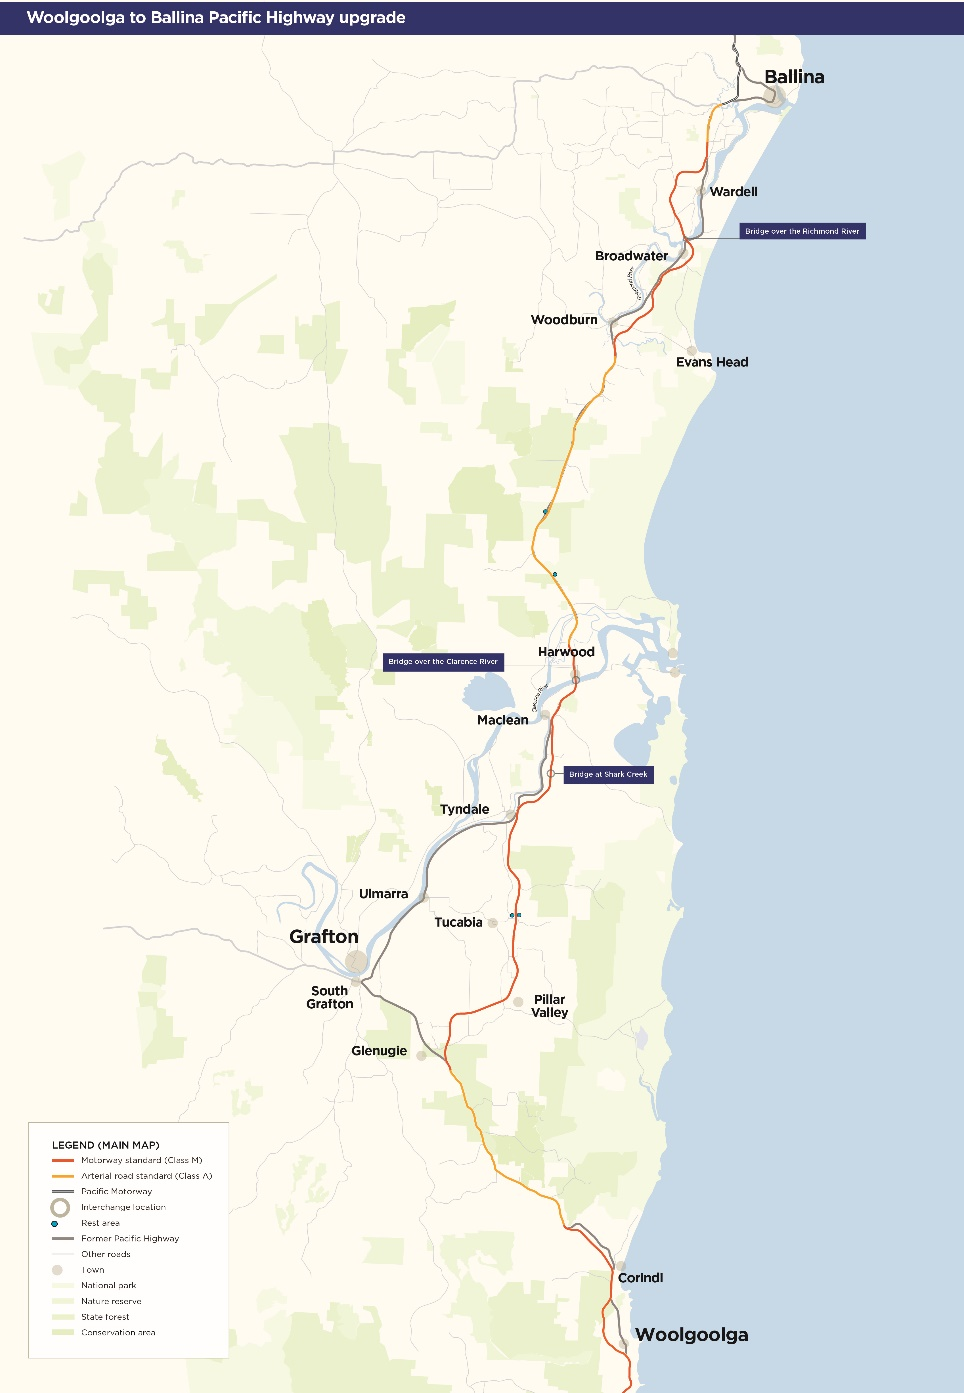 Woolgoolga to Ballina Pacific Highway upgrade
Ballina
Wardell
Bridge over the Richmond River
Broadwater
Woodburn
Evans Head
Harwood
Bridge over the Clarence River
Maclean
Bridge at Shark Creek
Tyndale
Ulmarra
Tucabia
Grafton
South
Grafton
Pillar
Valley
Glenugie
LEGEND (MAIN MAP)
Motorway standard (Class M)
Arterial road standard (Class A)
Pacific Motorway
Interchange location
Rest area
Former Pacific Highway
Other roads
Town
National park
Nature reserve
State forest
Conservation area
Corindi
Woolgoolga